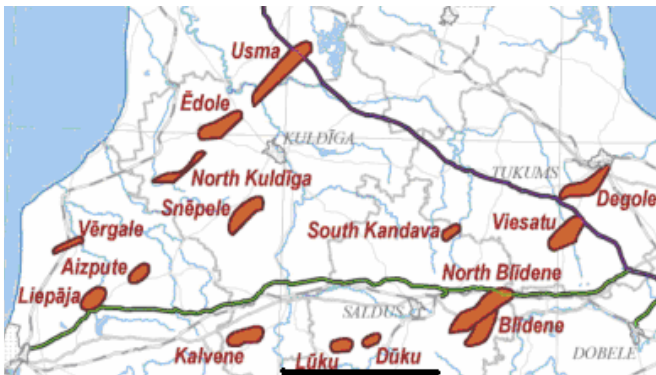 Usma
Ēdole
KULDĪGA
North Kuldīga
TUKUMS
Degole
Snēpele
Vērgale
South Kandava
Viesatu
Aizpute
North Blīdene
Liepāja
SALDUS
Blīdene
Kalvene
Lūku
Dūku
DOBELE